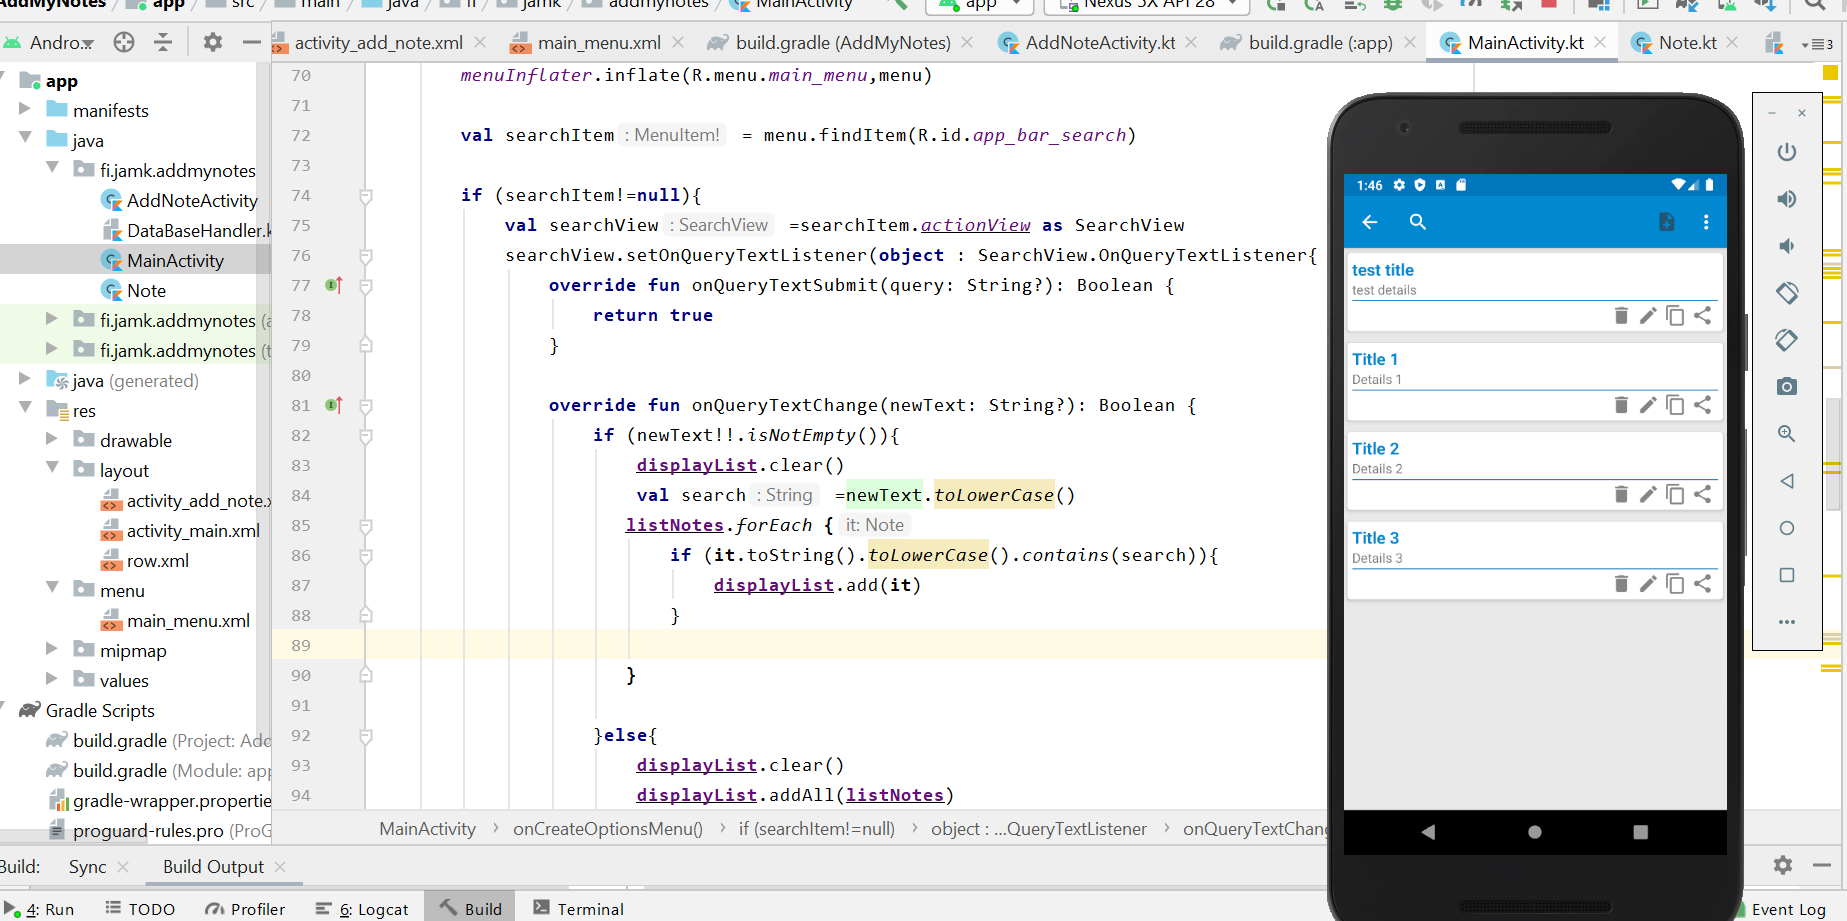 AddMyNotes app src main java fi jamk addmynotes MainActivity app Nexus 5X API 28
Andro... activity_add_note.xml main_menu.xml build.gradle (AddMyNotes) AddNoteActivity.kt build.gradle (:app) MainActivity.kt Note.kt 3
app
manifests
java
fi.jamk.addmynotes
AddNoteActivity
DataBaseHandler.k
MainActivity
Note
fi.jamk.addmynotes (a
fi.jamk.addmynotes (t
java (generated)
res
drawable
layout
activity_add_note.x
activity_main.xml
row.xml
menu
main_menu.xml
mipmap
values
Gradle Scripts
build.gradle (Project: Add
build.gradle (Module: app
gradle-wrapper.propertie
proguard-rules.pro (ProG
70 menuInflater.inflate(R.menu.main_menu,menu)
71
72 val searchItem : MenuItem! = menu.findItem(R.id.app_bar_search)
73
74 if (searchItem!=null){
75 val searchView : SearchView =searchItem.actionView as SearchView
76 searchView.setOnQueryTextListener(object : SearchView.OnQueryTextListener{
77 override fun onQueryTextSubmit(query: String?): Boolean {
78 return true
79 }
80
81 override fun onQueryTextChange(newText: String?): Boolean {
82 if (newText!!.isNotEmpty()){
83 displayList.clear()
84 val search : String =newText.toLowerCase()
85 listNotes.forEach { it: Note
86 if (it.toString().toLowerCase().contains(search)){
87 displayList.add(it)
88 }
89
90 }
91
92 }else{
93 displayList.clear()
94 displayList.addAll(listNotes)
MainActivity onCreateOptionsMenu() if (searchItem!=null) object : ...QueryTextListener onQueryTextChang
1:46
test title
test details
Title 1
Details 1
Title 2
Details 2
Title 3
Details 3
Build: Sync Build Output
4: Run TODO Profiler 6: Logcat Build Terminal Event Log